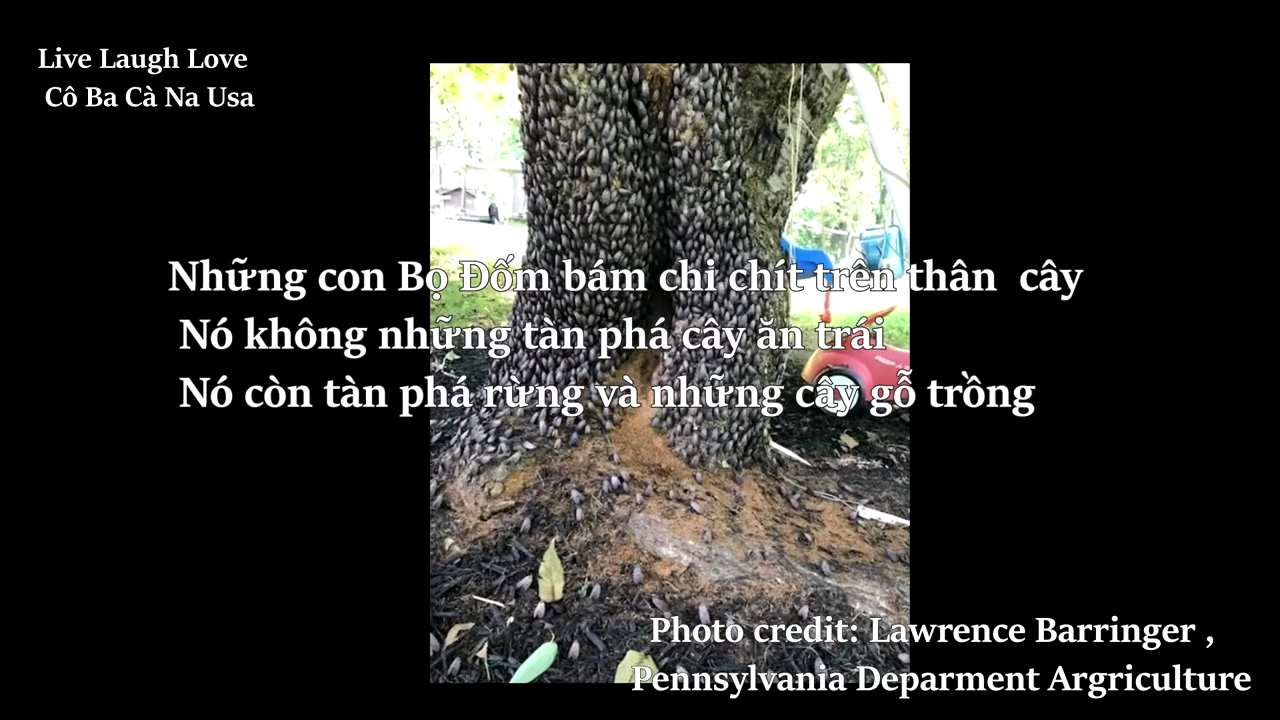 Live Laugh Love
Cô Ba Cà Na Usa
Những con Bọ Đốm bám chi chít trên thân cây
Nó không những tàn phá cây ăn trái
Nó còn tàn phá rừng và những cây gỗ trồng
Photo credit: Lawrence Barringer ,
Pennsylvania Deparment Argriculture